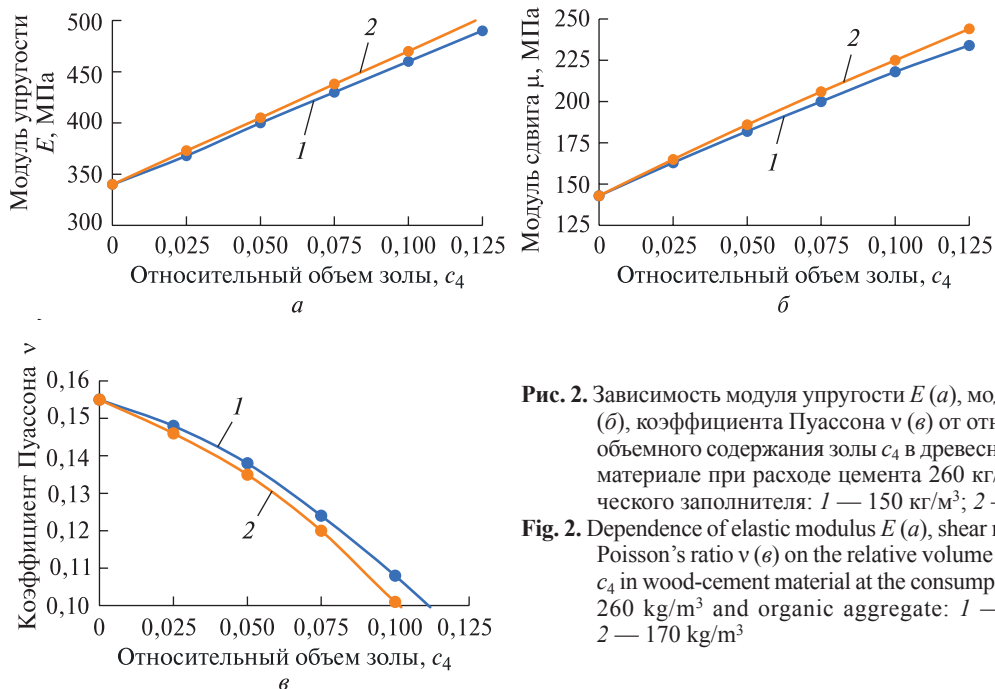 Модуль упругости
E, МПа
500
450
400
350
300
0
0,025
0,050
0,075
0,100
0,125
2
1
Относительный объем золы, c₄
а
Модуль сдвига μ, МПа
250
225
200
175
150
125
0
0,025
0,050
0,075
0,100
0,125
2
1
Относительный объем золы, c₄
б
Коэффициент Пуассона ν
0,16
0,15
0,14
0,13
0,12
0,11
0,10
0
0,025
0,050
0,075
0,100
0,125
1
2
Относительный объем золы, c₄
в
Рис. 2. Зависимость модуля упругости E (а),
(б), коэффициента Пуассона ν (в) от
объемного содержания золы c₄ в
материале при расходе цемента 260
заполнителя: 1 — 150 кг/м³; 2 —
Fig. 2. Dependence of elastic modulus E (a), shear
Poisson's ratio ν (в) on the relative volume
c₄ in wood-cement material at the
260 kg/m³ and organic aggregate: 1 —
2 — 170 kg/m³